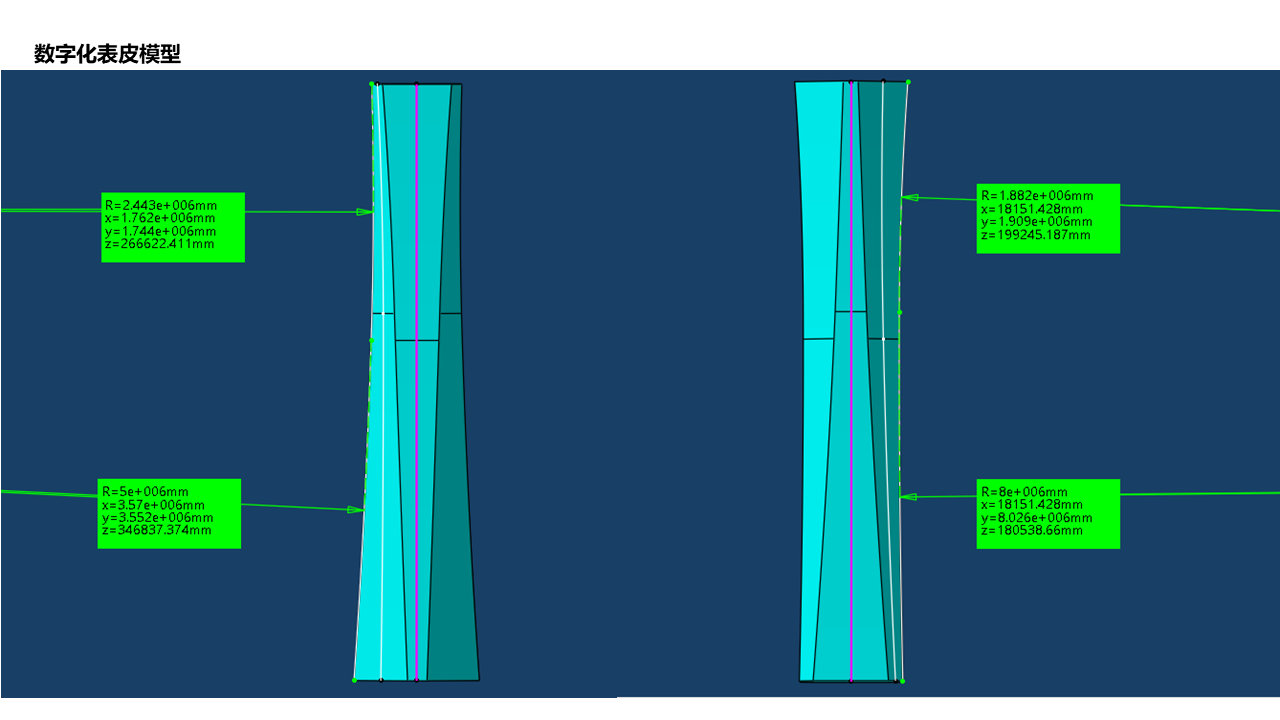 数字化表皮模型
R=2.443e+006mm
x=1.762e+006mm
y=1.744e+006mm
z=266622.411mm
R=1.882e+006mm
x=18151.428mm
y=1.909e+006mm
z=199245.187mm
R=5e+006mm
x=3.57e+006mm
y=3.552e+006mm
z=346837.374mm
R=8e+006mm
x=18151.428mm
y=8.026e+006mm
z=180538.66mm